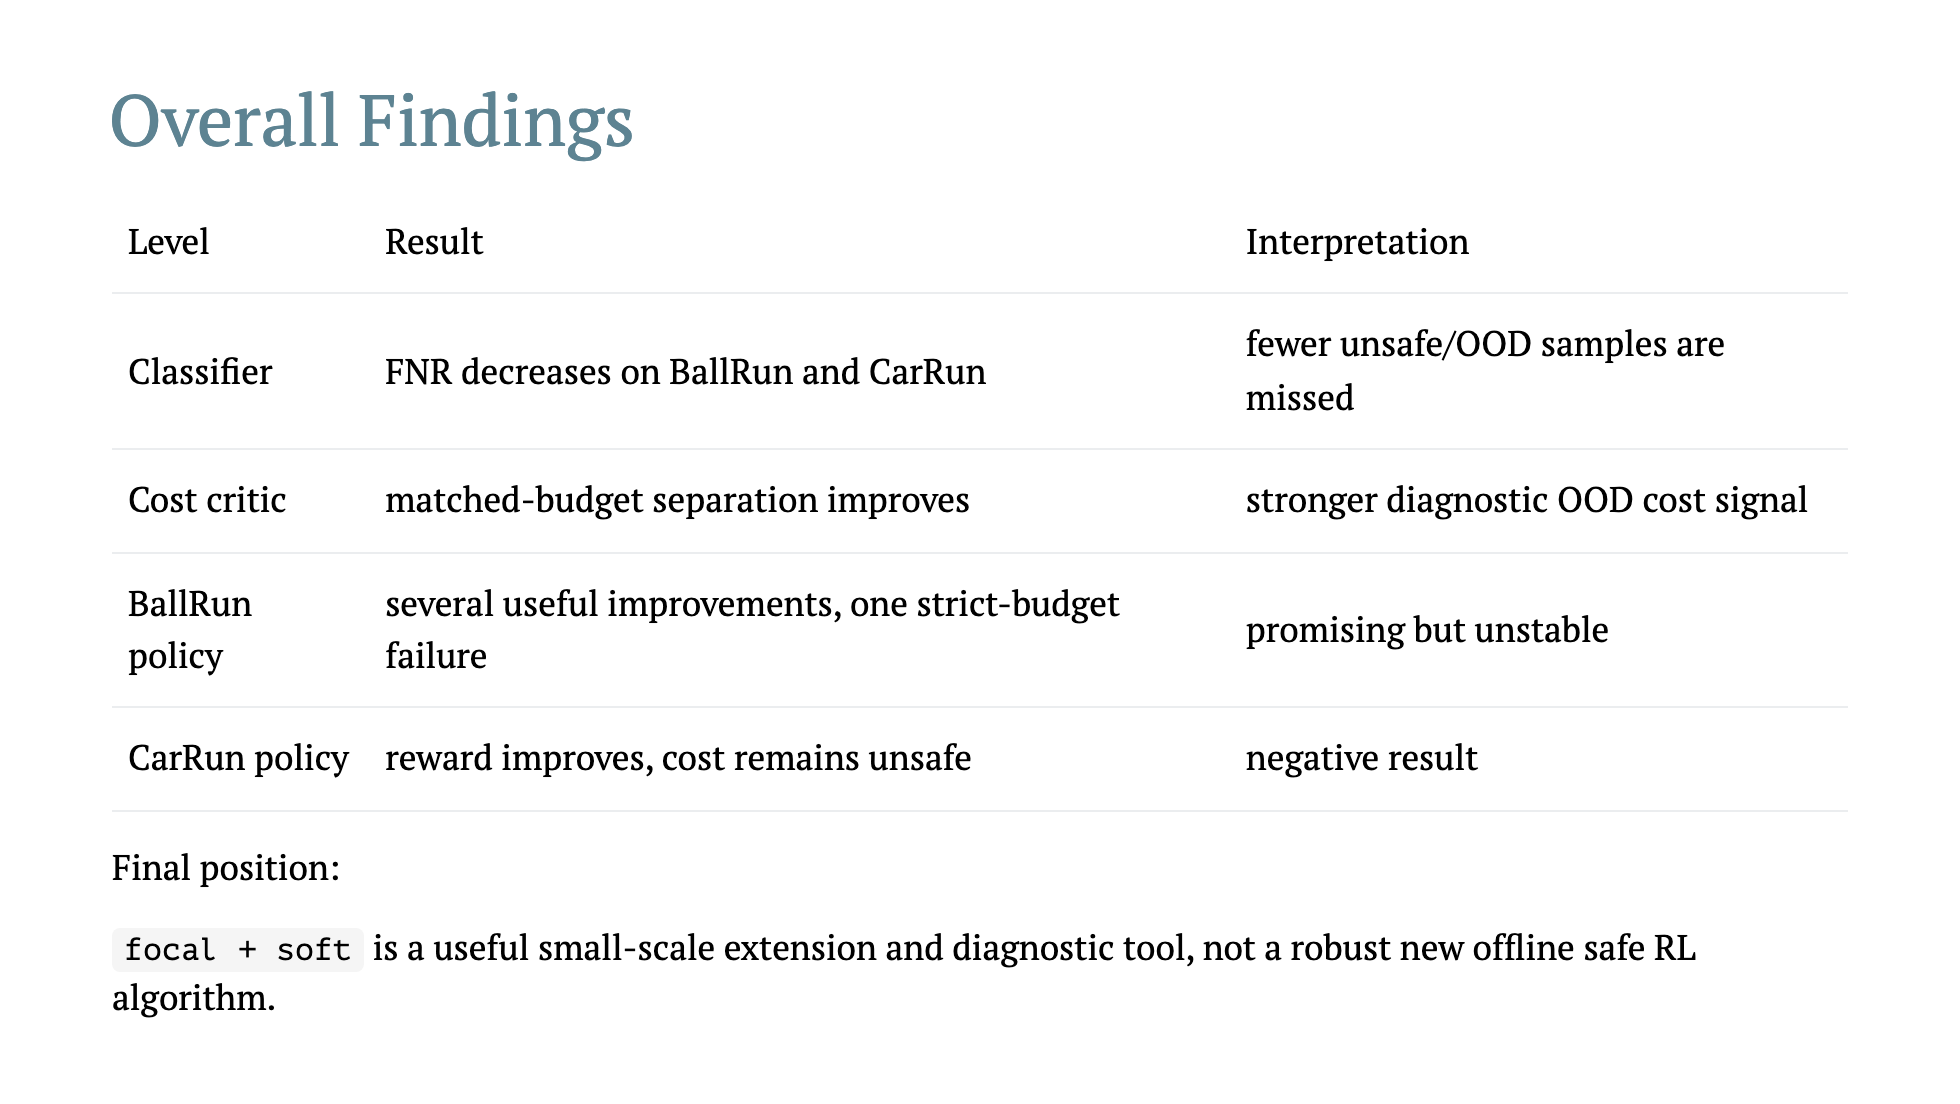 Overall Findings
Level Result Interpretation
Classifier FNR decreases on BallRun and CarRun fewer unsafe/OOD samples are
missed
Cost critic matched-budget separation improves stronger diagnostic OOD cost signal
BallRun
policy
several useful improvements, one strict-budget
failure
promising but unstable
CarRun policy reward improves, cost remains unsafe negative result
Final position:
focal + soft is a useful small-scale extension and diagnostic tool, not a robust new offline safe RL
algorithm.